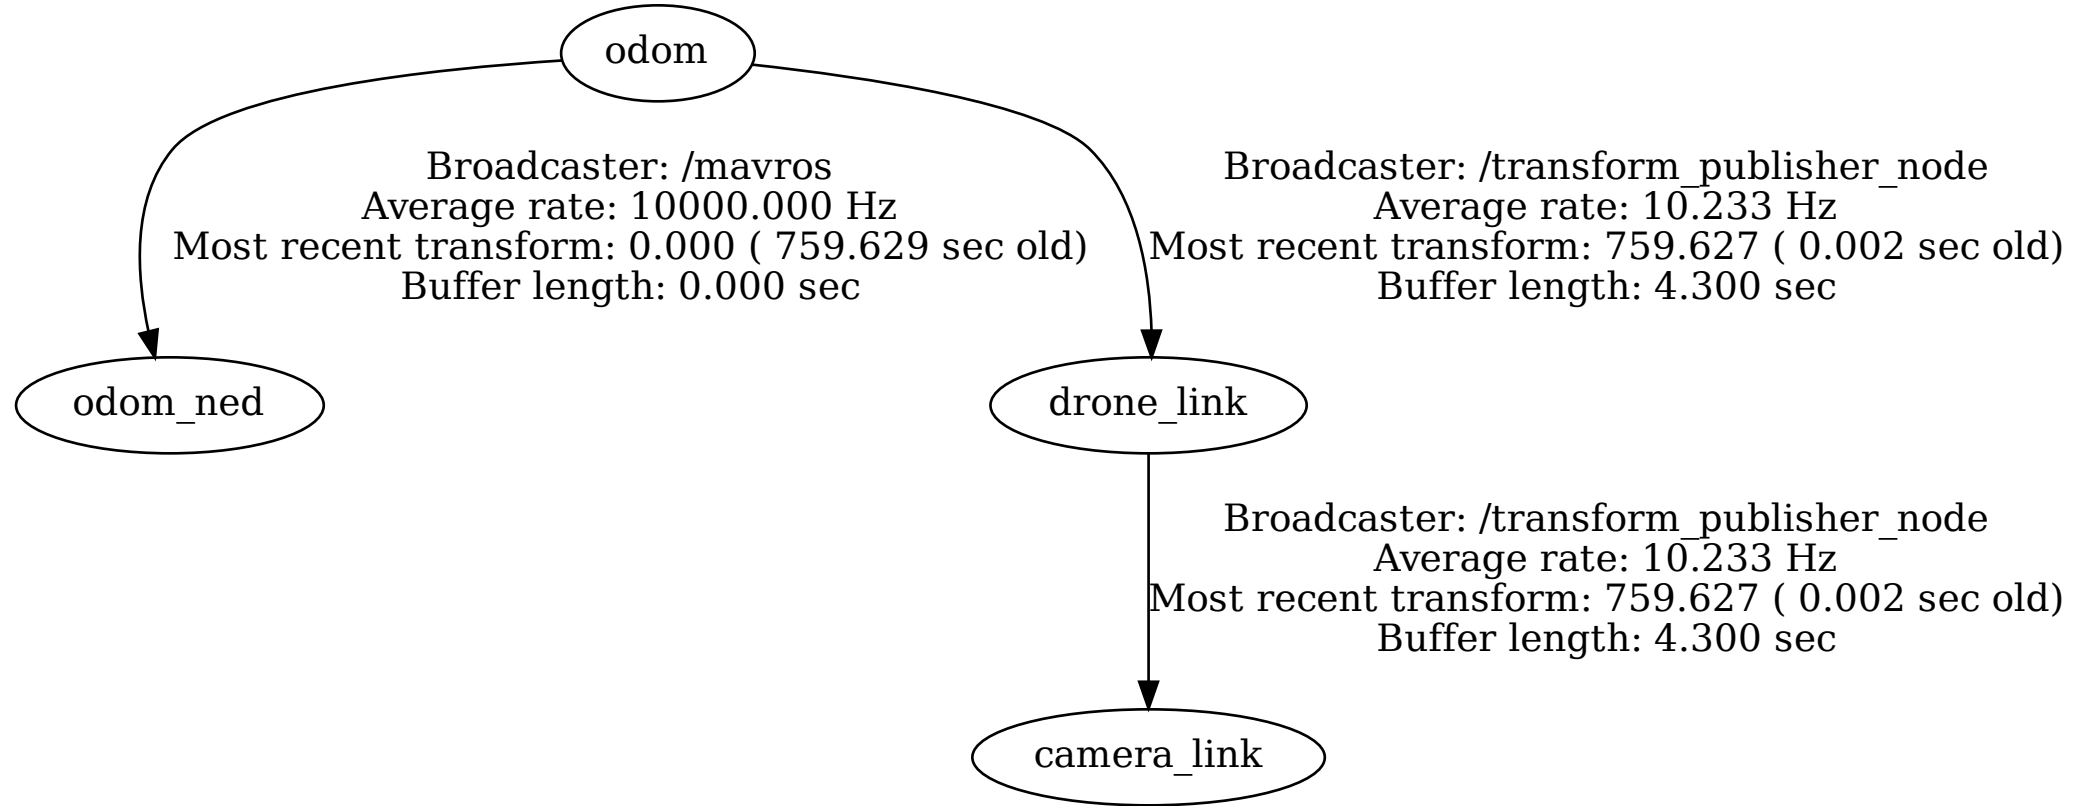 odom
Broadcaster: /mavros
Average rate: 10000.000 Hz
Most recent transform: 0.000 ( 759.629 sec old)
Buffer length: 0.000 sec
Broadcaster: /transform_publisher_node
Average rate: 10.233 Hz
Most recent transform: 759.627 ( 0.002 sec old)
Buffer length: 4.300 sec
odom_ned
drone_link
Broadcaster: /transform_publisher_node
Average rate: 10.233 Hz
Most recent transform: 759.627 ( 0.002 sec old)
Buffer length: 4.300 sec
camera_link